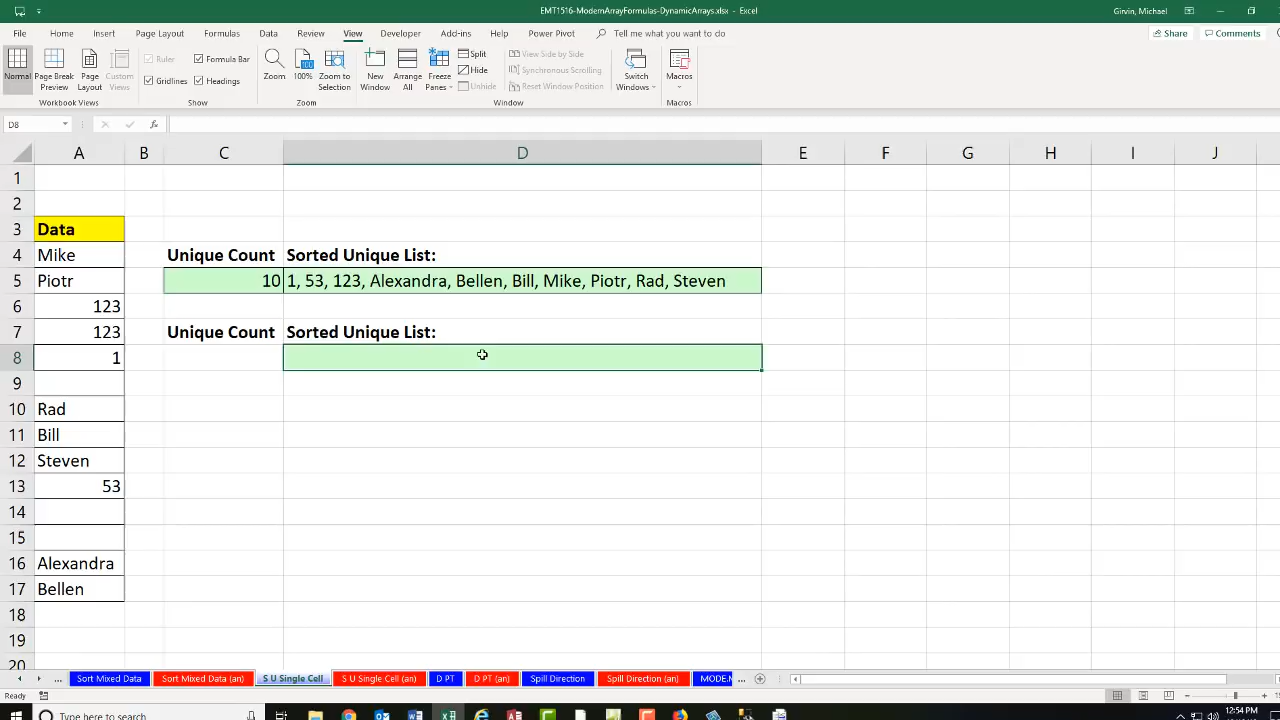 EMT1516-ModernArrayFormulas-DynamicArrays.xlsx - Excel
Girvin, Michael
File Home Insert Page Layout Formulas Data Review View Developer Add-ins Help Power Pivot Tell me what you want to do Share Comments
Normal Page Break Preview Page Layout Custom Views
Workbook Views
Ruler Formula Bar
Gridlines Headings
Show
Zoom 100% Zoom to Selection
Zoom
New Window Arrange All Freeze Panes
Split
Hide
Unhide
View Side by Side
Synchronous Scrolling
Reset Window Position
Switch Windows
Window
Macros
Macros
D8 fx
A B C D E F G H I J
1
2
3 Data
4 Mike Unique Count Sorted Unique List:
5 Piotr 10 1, 53, 123, Alexandra, Bellen, Bill, Mike, Piotr, Rad, Steven
6 123
7 123 Unique Count Sorted Unique List:
8 1
9
10 Rad
11 Bill
12 Steven
13 53
14
15
16 Alexandra
17 Bellen
18
19
20
... Sort Mixed Data Sort Mixed Data (an) S U Single Cell S U Single Cell (an) D PT D PT (an) Spill Direction Spill Direction (an) MODE.M ...
Ready
Type here to search 12:54 PM